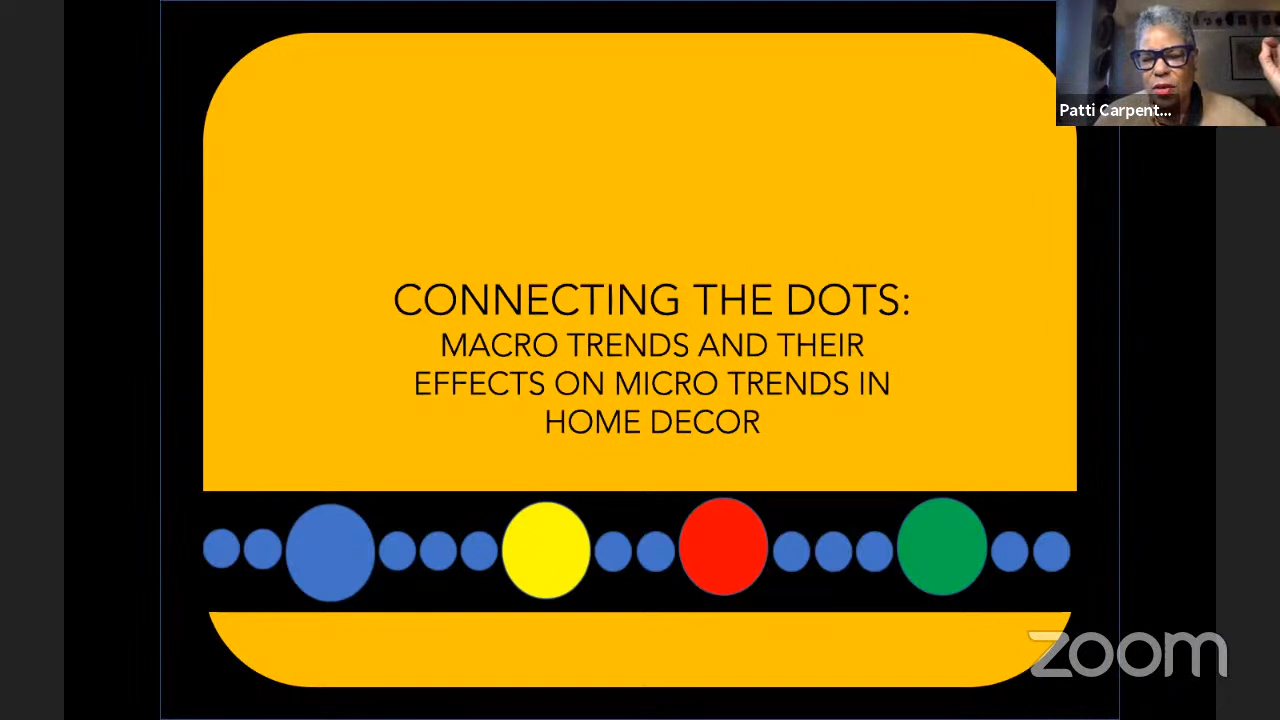 Patti Carpent...
CONNECTING THE DOTS:
MACRO TRENDS AND THEIR
EFFECTS ON MICRO TRENDS IN
HOME DECOR
zoom